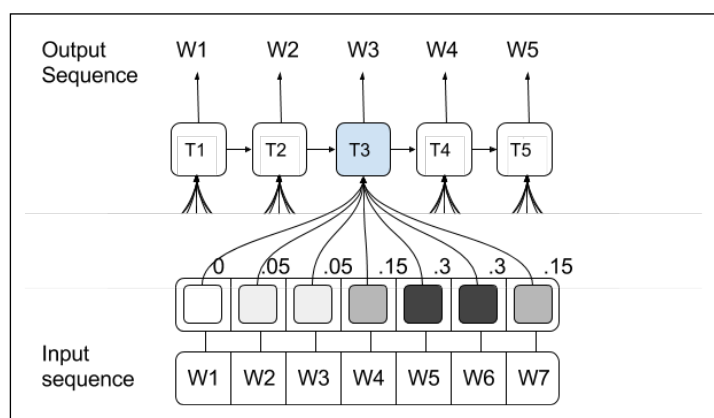 Output Sequence W1 W2 W3 W4 W5
T1 T2 T3 T4 T5
0 .05 .05 .15 .3 .3 .15
Input sequence
W1 W2 W3 W4 W5 W6 W7